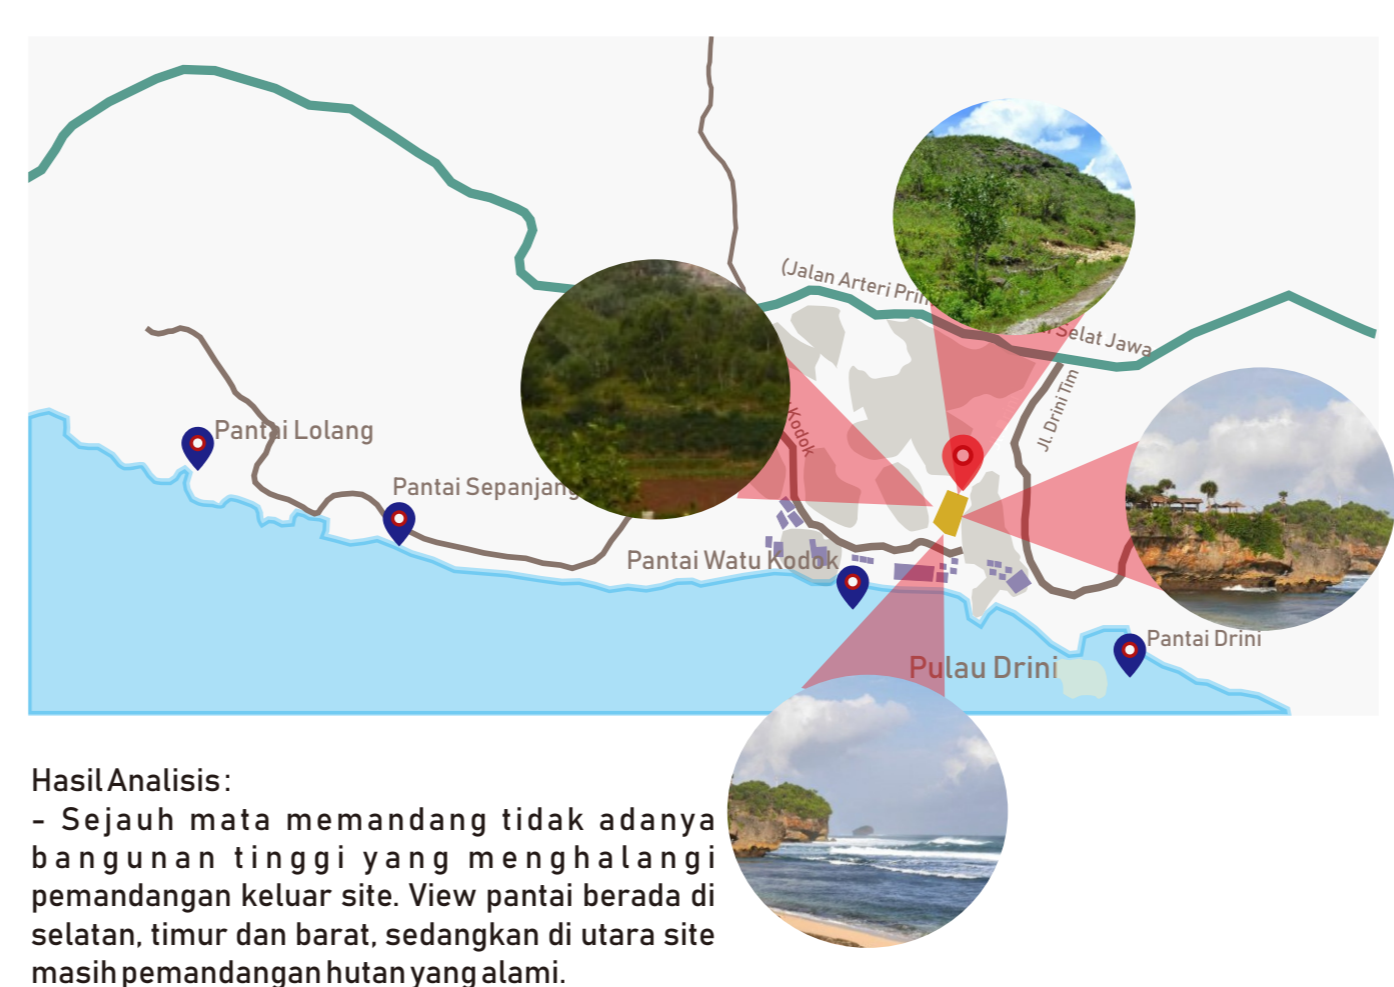 (Jalan Arteri Prin
Selat Jawa
Kodok
Jl. Drini Tim
Pantai Lolang
Pantai Sepanjang
Pantai Watu Kodok
Pantai Drini
Pulau Drini
Hasil Analisis :
- Sejauh mata memandang tidak adanya
bangunan tinggi yang menghalangi
pemandangan keluar site. View pantai berada di
selatan, timur dan barat, sedangkan di utara site
masih pemandangan hutan yang alami.